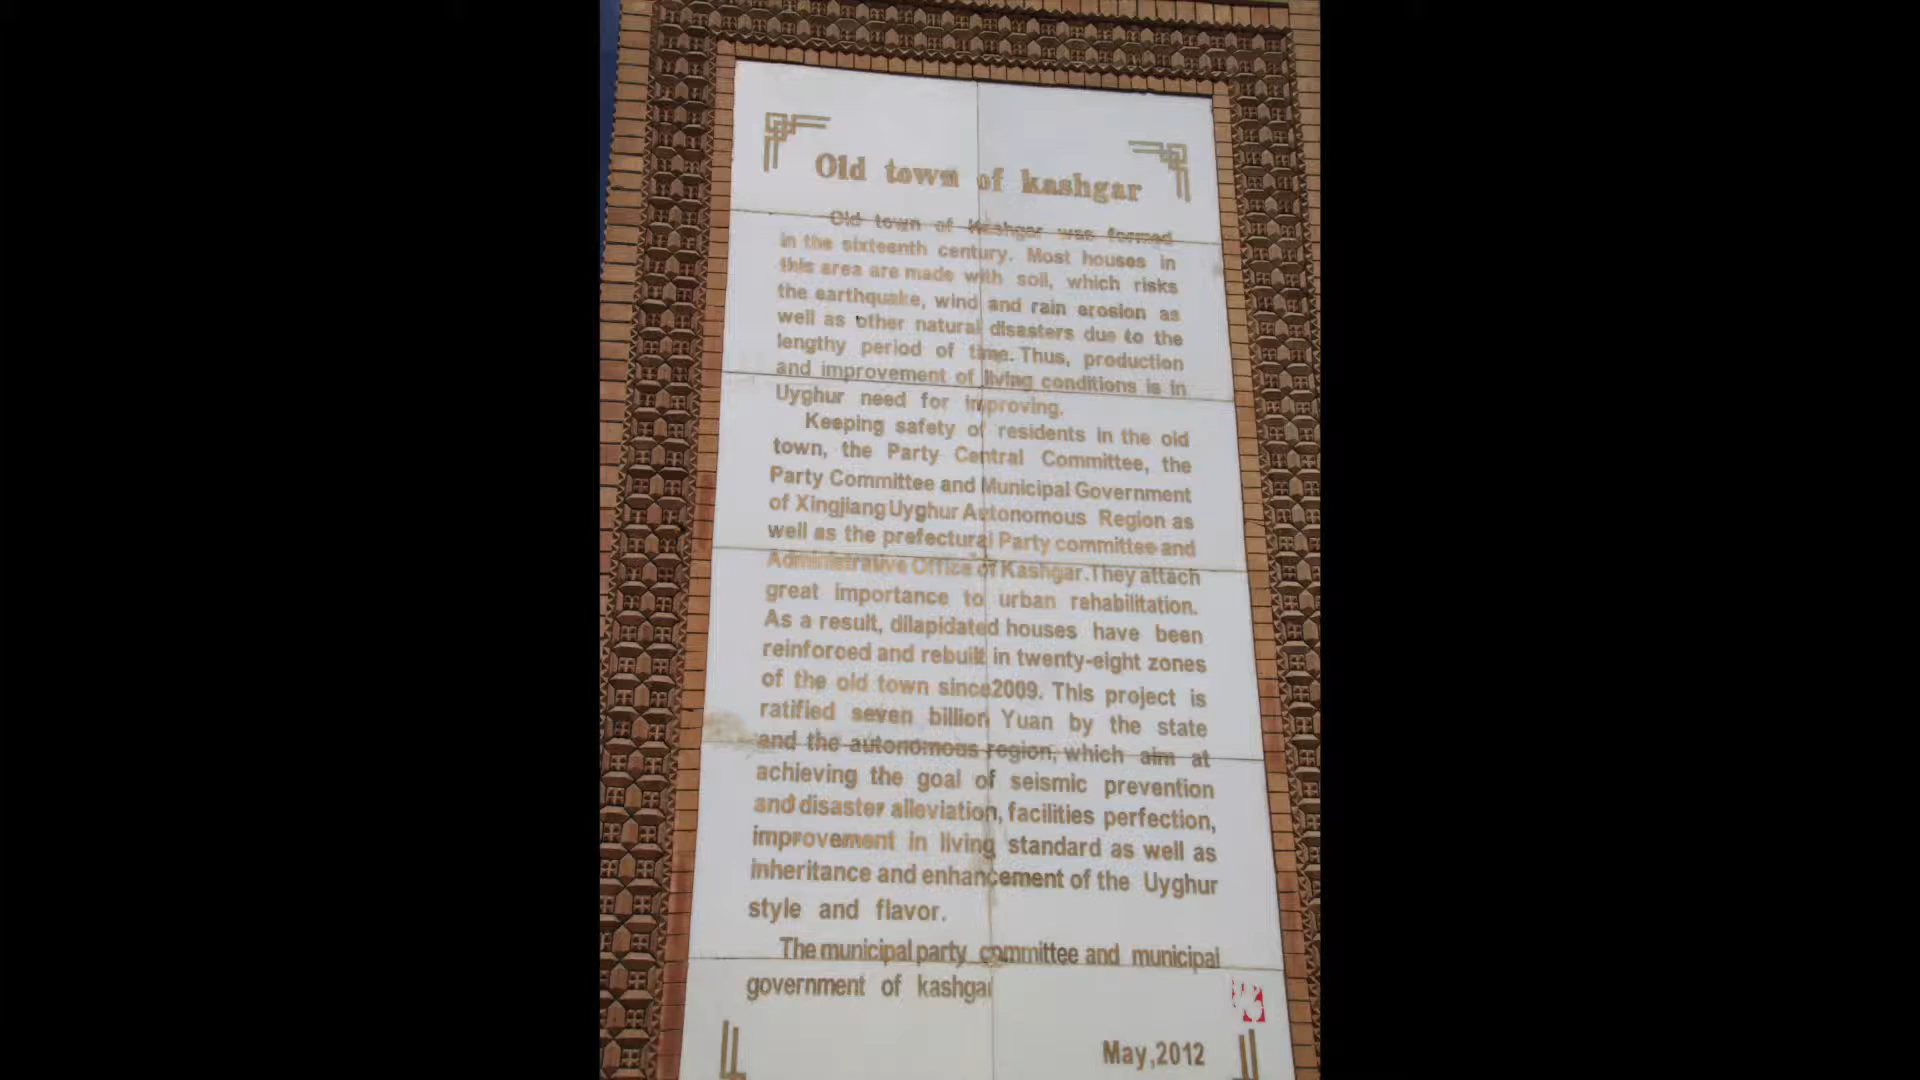 Old town of kashgar
Old town of Kashgar was formed
in the sixteenth century. Most houses in
this area are made with soil, which risks
the earthquake, wind and rain erosion as
well as other natural disasters due to the
lengthy period of time. Thus, production
and improvement of living conditions is in
Uyghur need for improving.
Keeping safety of residents in the old
town, the Party Central Committee, the
Party Committee and Municipal Government
of Xingjiang Uyghur Autonomous Region as
well as the prefectural Party committee and
Administrative Office of Kashgar. They attach
great importance to urban rehabilitation.
As a result, dilapidated houses have been
reinforced and rebuilt in twenty-eight zones
of the old town since2009. This project is
ratified seven billion Yuan by the state
and the autonomous region, which aim at
achieving the goal of seismic prevention
and disaster alleviation, facilities perfection,
improvement in living standard as well as
inheritance and enhancement of the Uyghur
style and flavor.
The municipal party committee and municipal
government of kashgar
May,2012